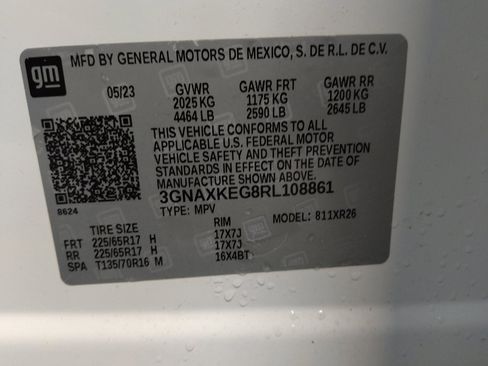 gm
MFD BY GENERAL MOTORS DE MEXICO, S. DE R.L. DE C.V.
05/23 GVWR GAWR FRT GAWR RR
2025 KG 1175 KG 1200 KG
4464 LB 2590 LB 2645 LB
THIS VEHICLE CONFORMS TO ALL
APPLICABLE U.S. FEDERAL MOTOR
VEHICLE SAFETY AND THEFT PREVENTION
STANDARDS IN EFFECT ON THE DATE OF
MANUFACTURE SHOWN ABOVE.
8624 3GNAXKEG8RL108861
TYPE: MPV MODEL: 811XR26
TIRE SIZE RIM
FRT 225/65R17 H 17X7J
RR 225/65R17 H 17X7J
SPA T135/70R16 M 16X4BT